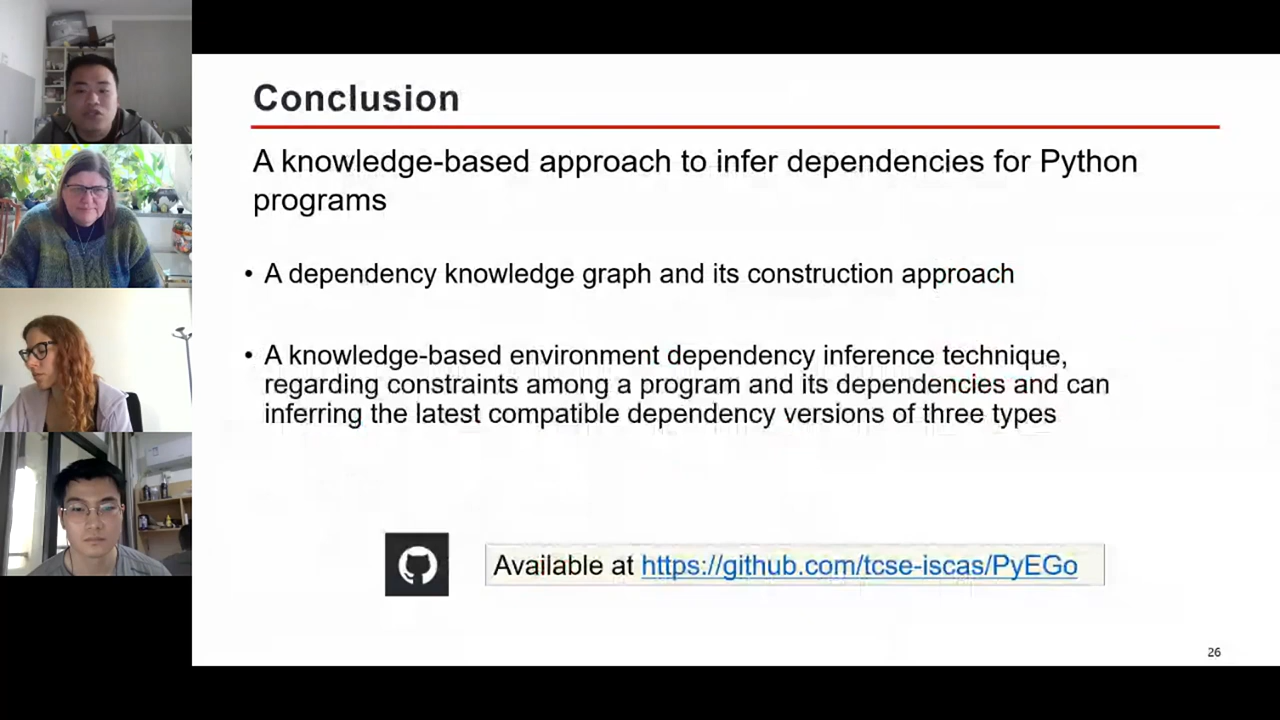 Conclusion
A knowledge-based approach to infer dependencies for Python
programs
• A dependency knowledge graph and its construction approach
• A knowledge-based environment dependency inference technique,
regarding constraints among a program and its dependencies and can
inferring the latest compatible dependency versions of three types
Available at https://github.com/tcse-iscas/PyEGo
26